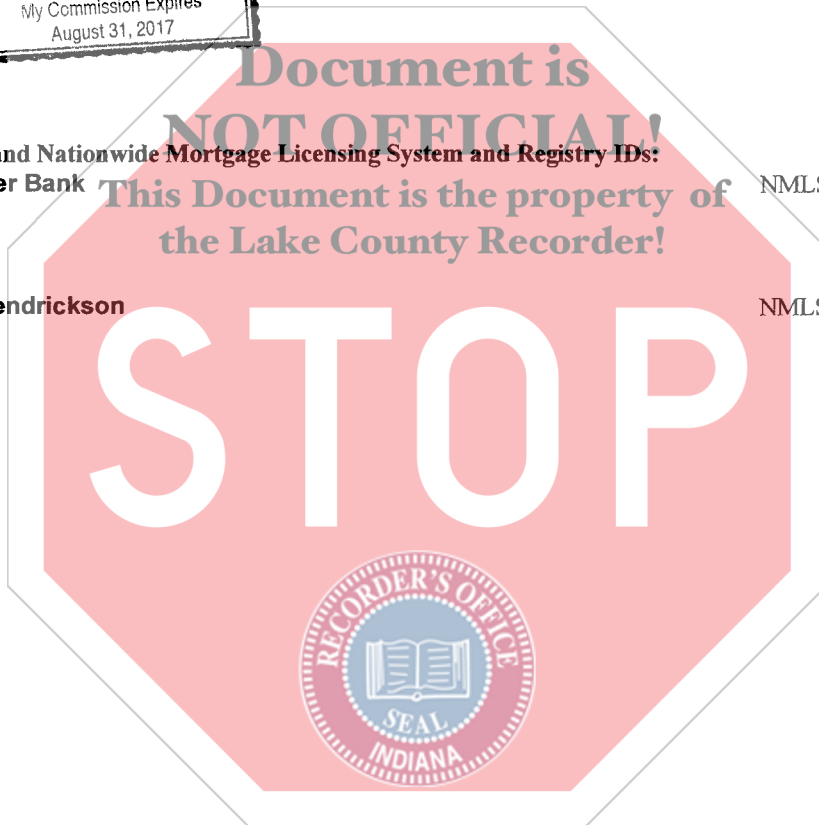 My Commission Expires
August 31, 2017
Document is
NOT OFFICIAL!
and Nationwide Mortgage Licensing System and Registry IDs:
er Bank
This Document is the property of
NMLS
the Lake County Recorder!
endrickson
NMLS
STOP
RECORDER'S OFFICE
SEAL
INDIANA